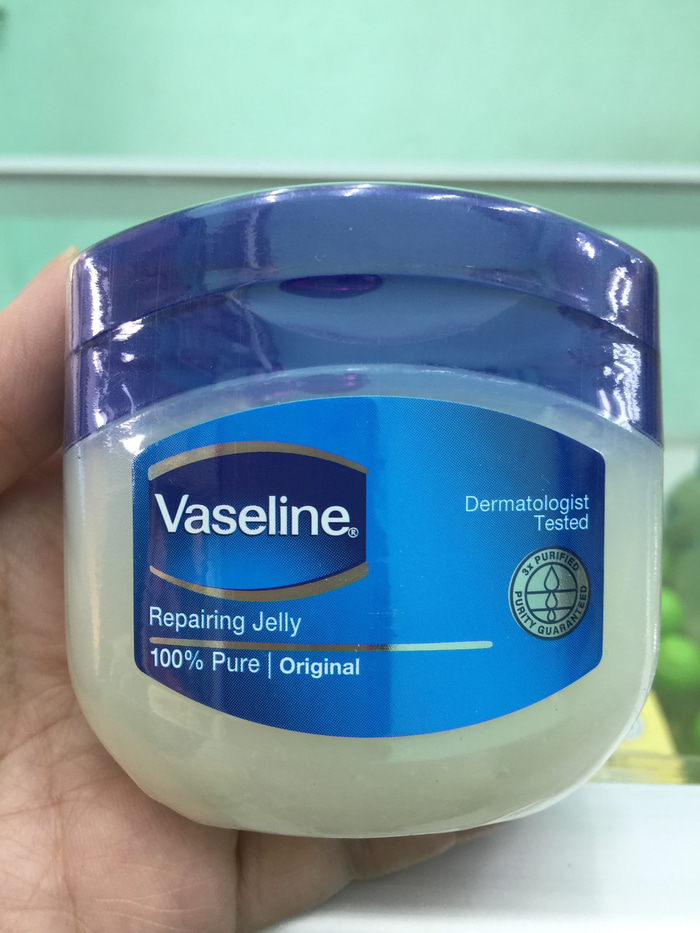 Vaseline®
Repairing Jelly
100% Pure | Original
Dermatologist
Tested
3x PURIFIED
PURITY GUARANTEED